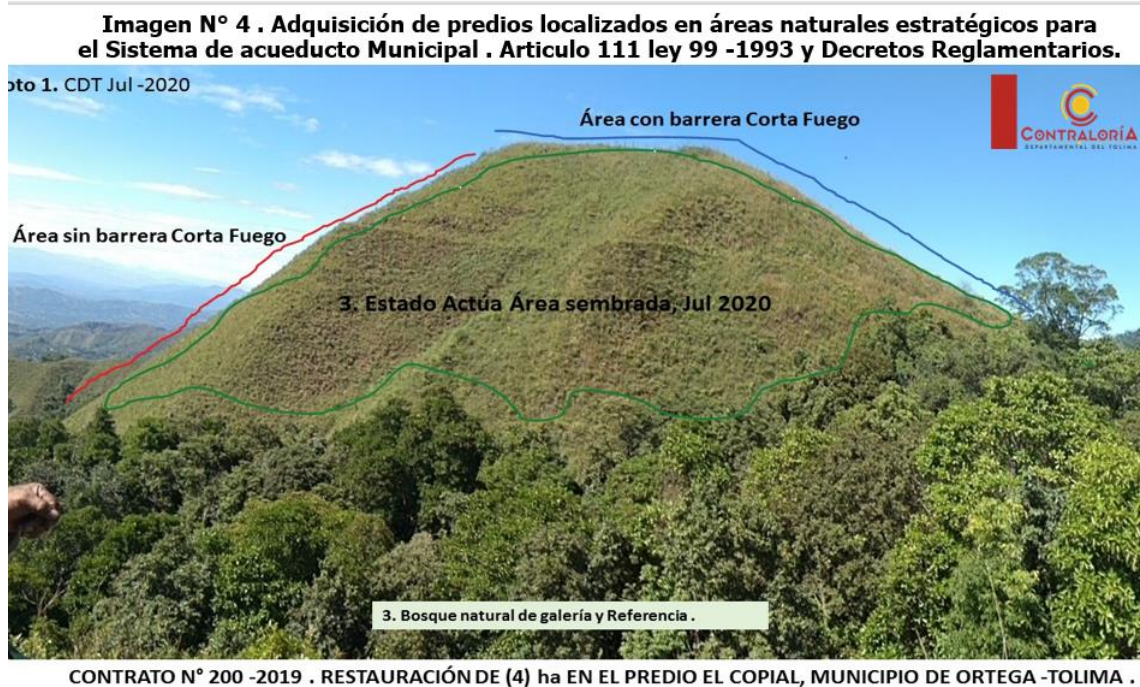 Imagen N° 4 . Adquisición de predios localizados en áreas naturales estratégicos para
el Sistema de acueducto Municipal . Articulo 111 ley 99 -1993 y Decretos Reglamentarios.
oto 1. CDT Jul -2020
Área con barrera Corta Fuego
CONTRALORÍA
DEPARTAMENTAL DEL TOLIMA
Área sin barrera Corta Fuego
3. Estado Actúa Área sembrada, Jul 2020
3. Bosque natural de galería y Referencia .
CONTRATO N° 200 -2019 . RESTAURACIÓN DE (4) ha EN EL PREDIO EL COPIAL, MUNICIPIO DE ORTEGA -TOLIMA .